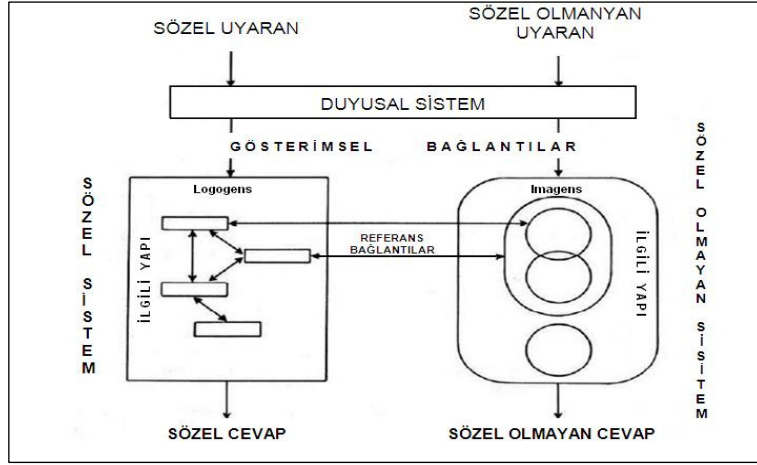 SÖZEL UYARAN
SÖZEL OLMANYAN
UYARAN
DUYUSAL SİSTEM
GÖSTERİMSEL BAĞLANTILAR
SÖZEL SİSTEM
Logogens
İLGİLİ YAPI
REFERANS
BAĞLANTILAR
Imagens
İLGİLİ YAPI
SÖZEL OLMAYAN SİSİTEM
SÖZEL CEVAP
SÖZEL OLMAYAN CEVAP